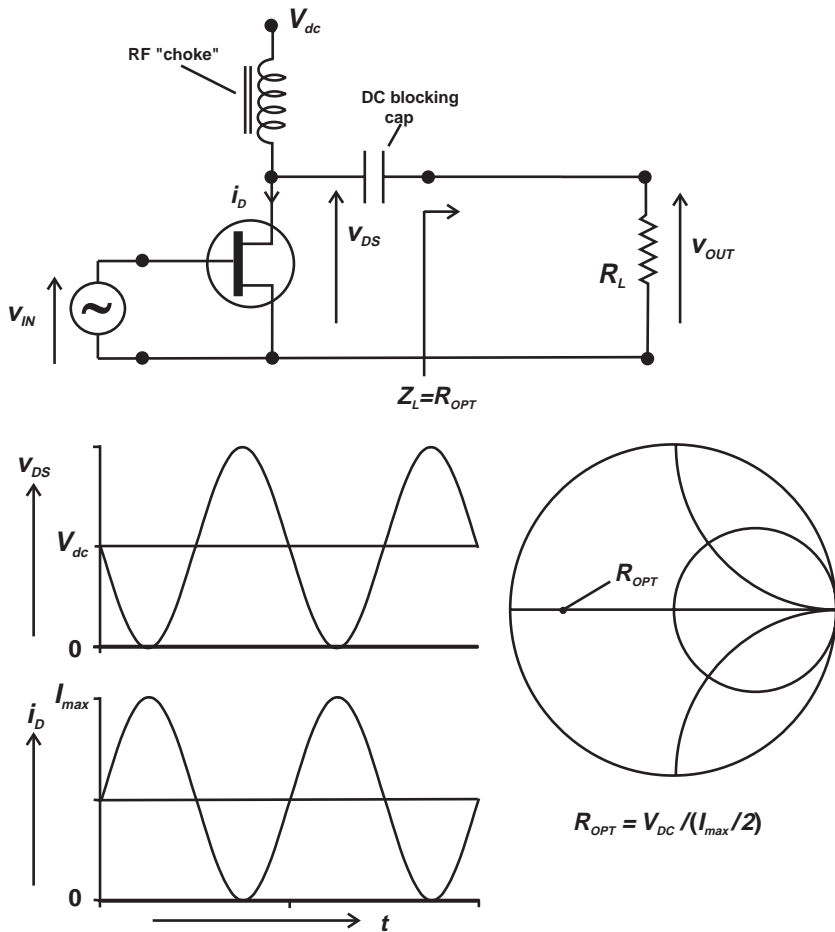 V_dc
RF "choke"
DC blocking
cap
i_D
v_DS
v_OUT
R_L
v_IN
~
Z_L=R_OPT
v_DS
V_dc
0
R_OPT
I_max
i_D
0
t
R_OPT = V_DC /(I_max/2)